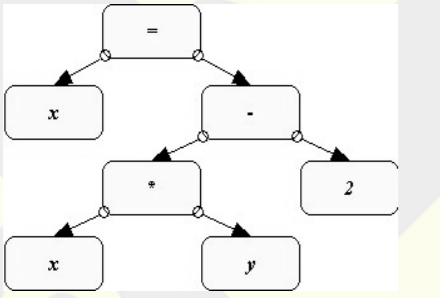 =
x
-
*
2
x
y